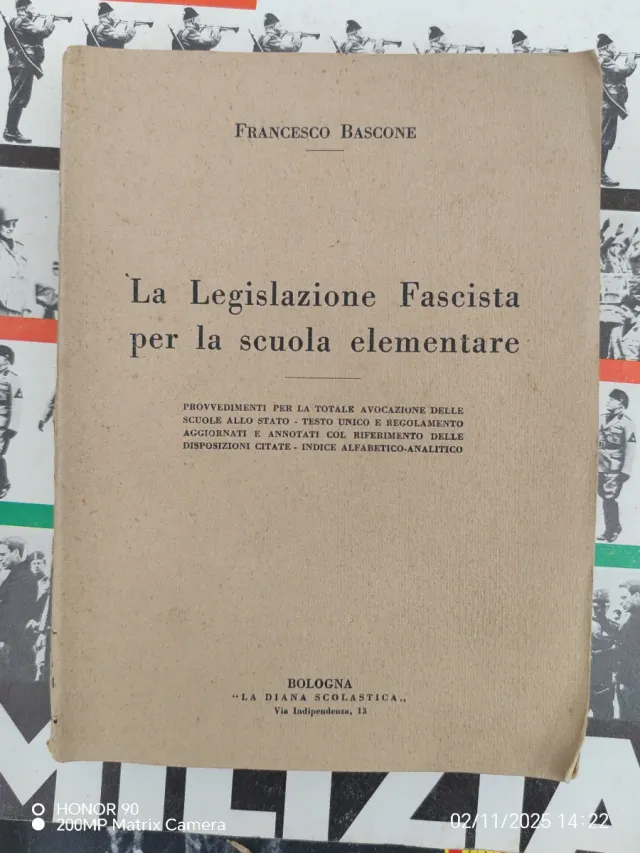 FRANCESCO BASCONE
La Legislazione Fascista
per la scuola elementare
PROVVEDIMENTI PER LA TOTALE AVOCAZIONE DELLE
SCUOLE ALLO STATO - TESTO UNICO E REGOLAMENTO
AGGIORNATI E ANNOTATI COL RIFERIMENTO DELLE
DISPOSIZIONI CITATE - INDICE ALFABETICO-ANALITICO
BOLOGNA
"LA DIANA SCOLASTICA„
Via Indipendenza, 13
MILIZIA
HONOR 90
200MP Matrix Camera
02/11/2025 14:22